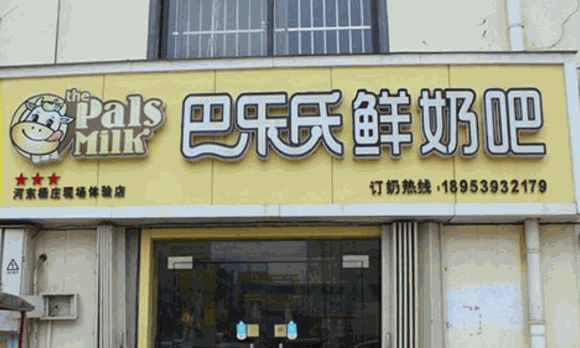 the
Pals
Milk
巴乐氏鲜奶吧
河东杨庄现场体验店
订奶热线:18953932179